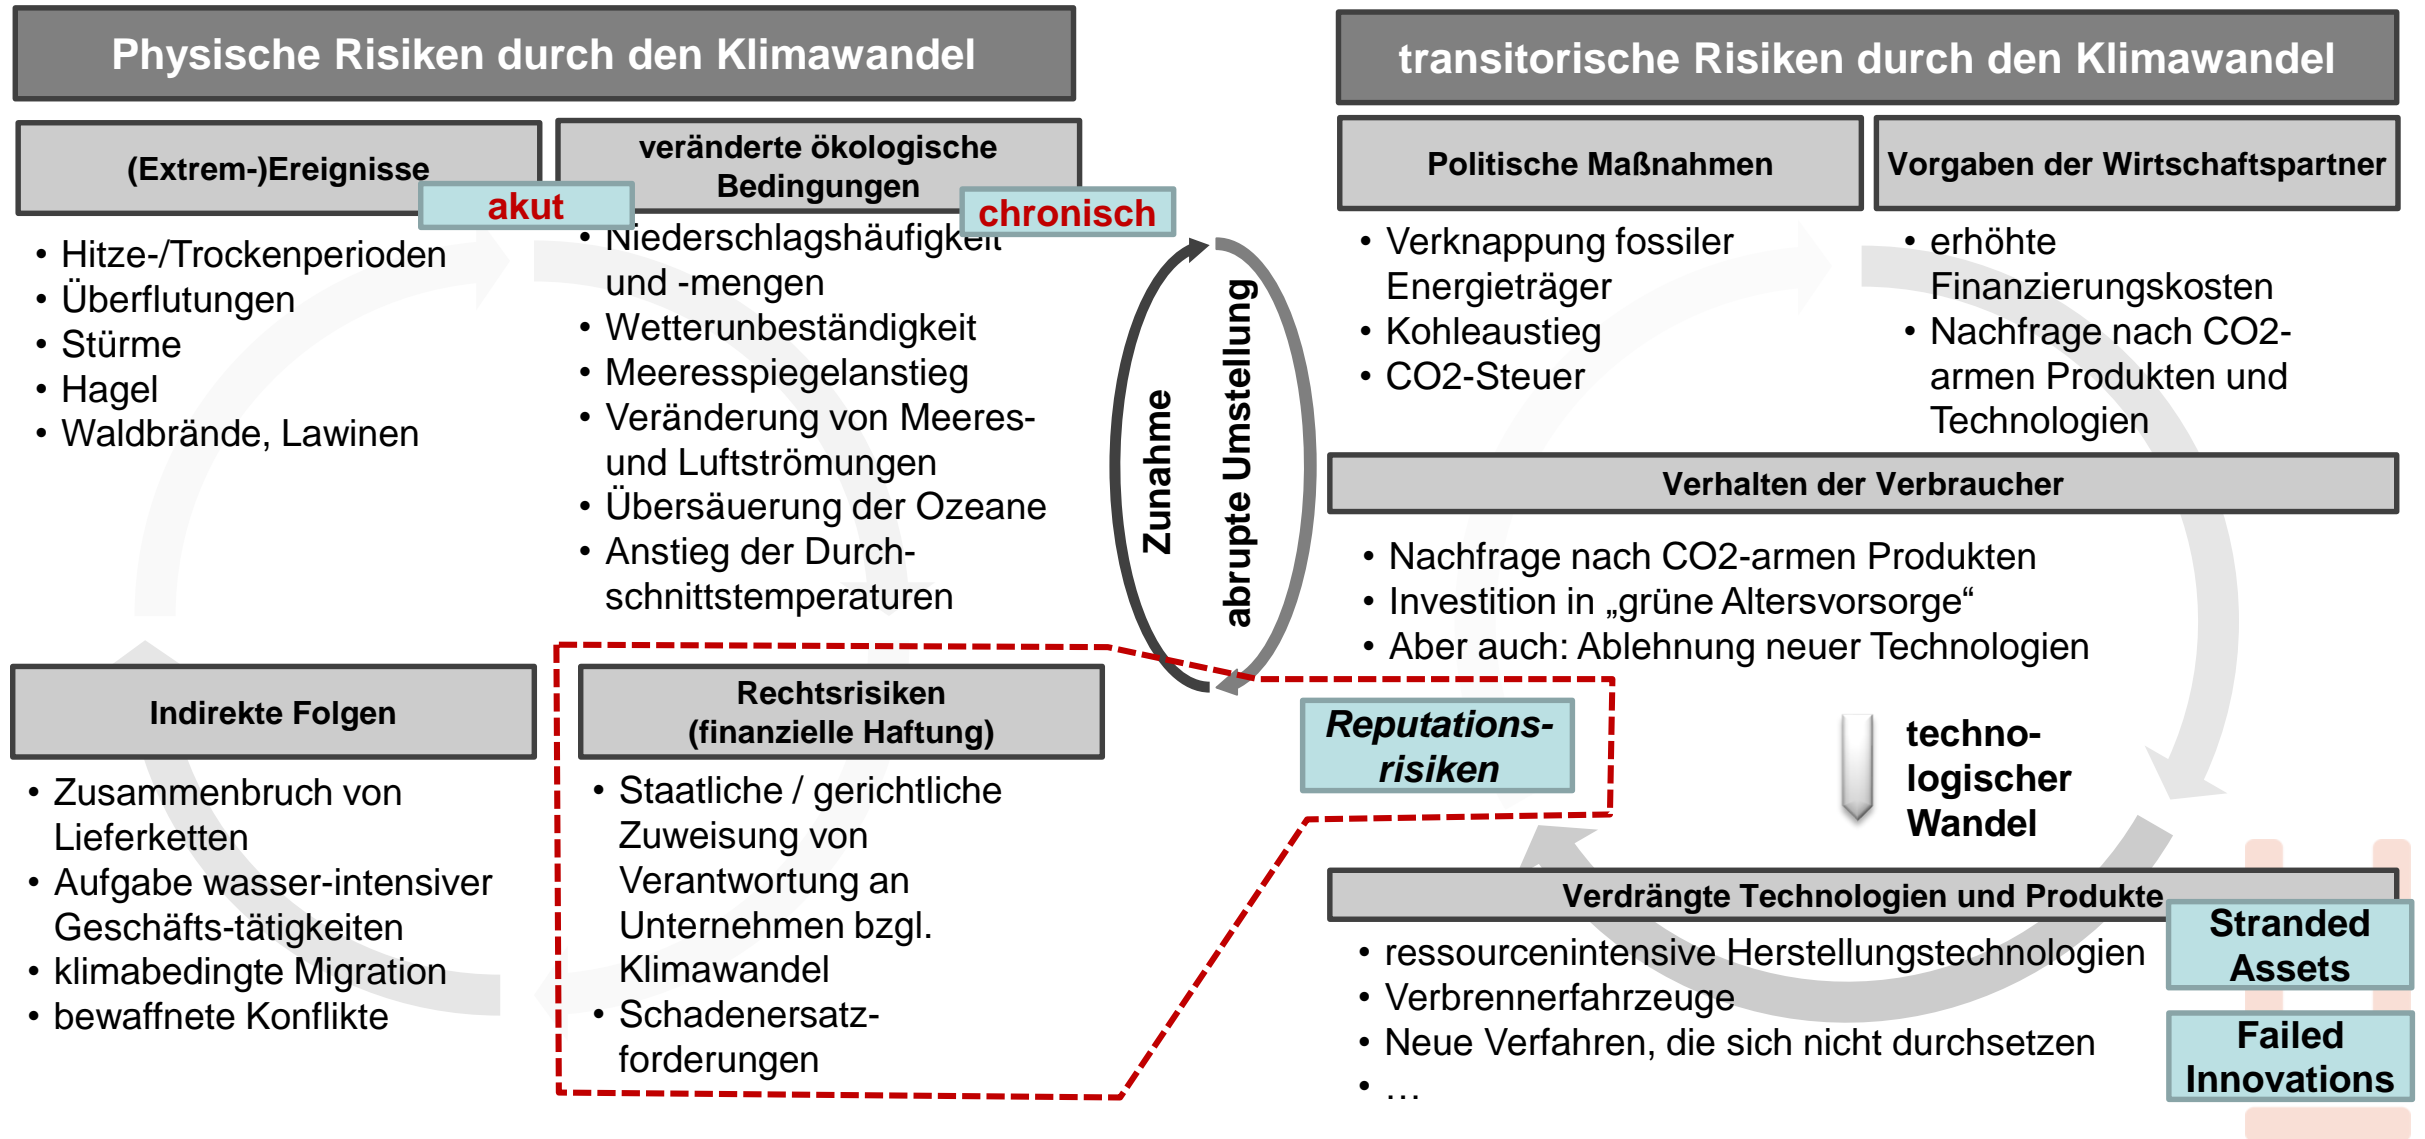 Physische Risiken durch den Klimawandel
(Extrem-)Ereignisse
akut
• Hitze-/Trockenperioden
• Überflutungen
• Stürme
• Hagel
• Waldbrände, Lawinen
veränderte ökologische
Bedingungen
chronisch
• Niederschlagshäufigkeit
und -mengen
• Wetterunbeständigkeit
• Meeresspiegelanstieg
• Veränderung von Meeres-
und Luftströmungen
• Übersäuerung der Ozeane
• Anstieg der Durch-
schnittstemperaturen
Indirekte Folgen
• Zusammenbruch von
Lieferketten
• Aufgabe wasser-intensiver
Geschäfts-tätigkeiten
• klimabedingte Migration
• bewaffnete Konflikte
Rechtsrisiken
(finanzielle Haftung)
• Staatliche / gerichtliche
Zuweisung von
Verantwortung an
Unternehmen bzgl.
Klimawandel
• Schadenersatz-
forderungen
Zunahme
abrupte Umstellung
Reputations-
risiken
transitorische Risiken durch den Klimawandel
Politische Maßnahmen
• Verknappung fossiler
Energieträger
• Kohleaustieg
• CO2-Steuer
Vorgaben der Wirtschaftspartner
• erhöhte
Finanzierungskosten
• Nachfrage nach CO2-
armen Produkten und
Technologien
Verhalten der Verbraucher
• Nachfrage nach CO2-armen Produkten
• Investition in „grüne Altersvorsorge“
• Aber auch: Ablehnung neuer Technologien
techno-
logischer
Wandel
Verdrängte Technologien und Produkte
• ressourcenintensive Herstellungstechnologien
• Verbrennerfahrzeuge
• Neue Verfahren, die sich nicht durchsetzen
• …
Stranded
Assets
Failed
Innovations